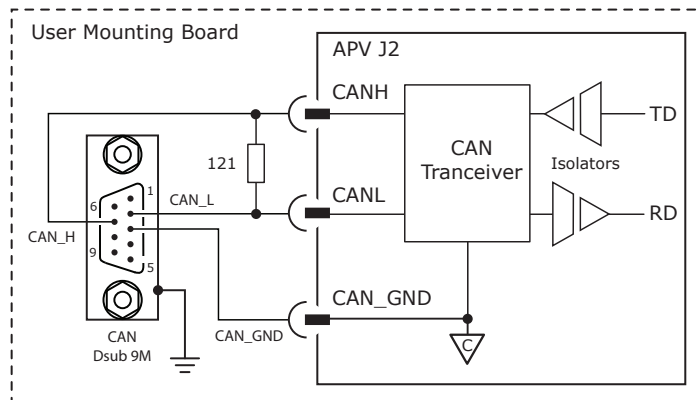 User Mounting Board
APV J2
CANH
TD
CAN
Tranceiver
Isolators
121
1
CAN_L
CANL
6
RD
CAN_H
9
5
CAN_GND
CAN_GND
CAN
Dsub 9M
C